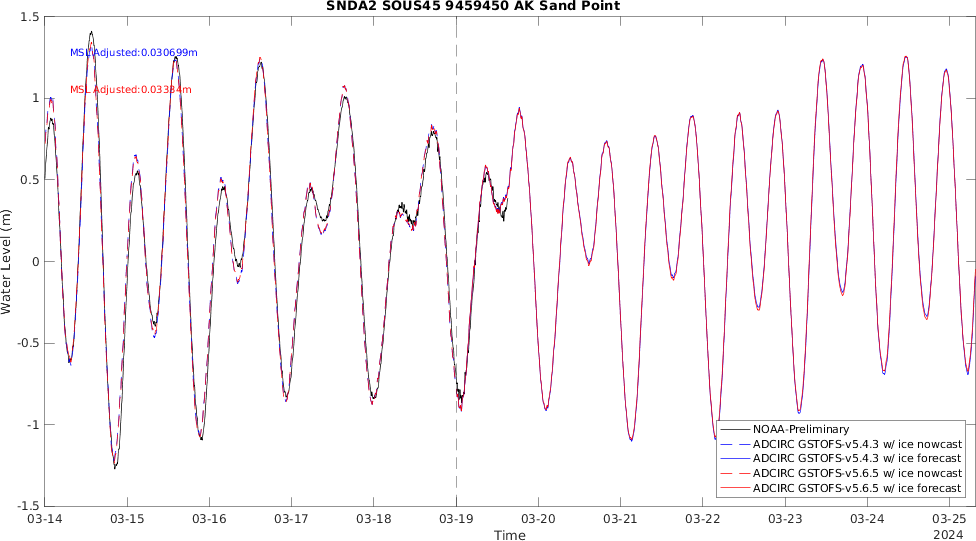 SNDA2 SOUS45 9459450 AK Sand Point
1.5
MSL Adjusted:0.030699m
MSL Adjusted:0.03334m
1
0.5
0
-0.5
-1
-1.5
Water Level (m)
NOAA-Preliminary
ADCIRC GSTOFS-v5.4.3 w/ ice nowcast
ADCIRC GSTOFS-v5.4.3 w/ ice forecast
ADCIRC GSTOFS-v5.6.5 w/ ice nowcast
ADCIRC GSTOFS-v5.6.5 w/ ice forecast
03-14 03-15 03-16 03-17 03-18 03-19 03-20 03-21 03-22 03-23 03-24 03-25
2024
Time